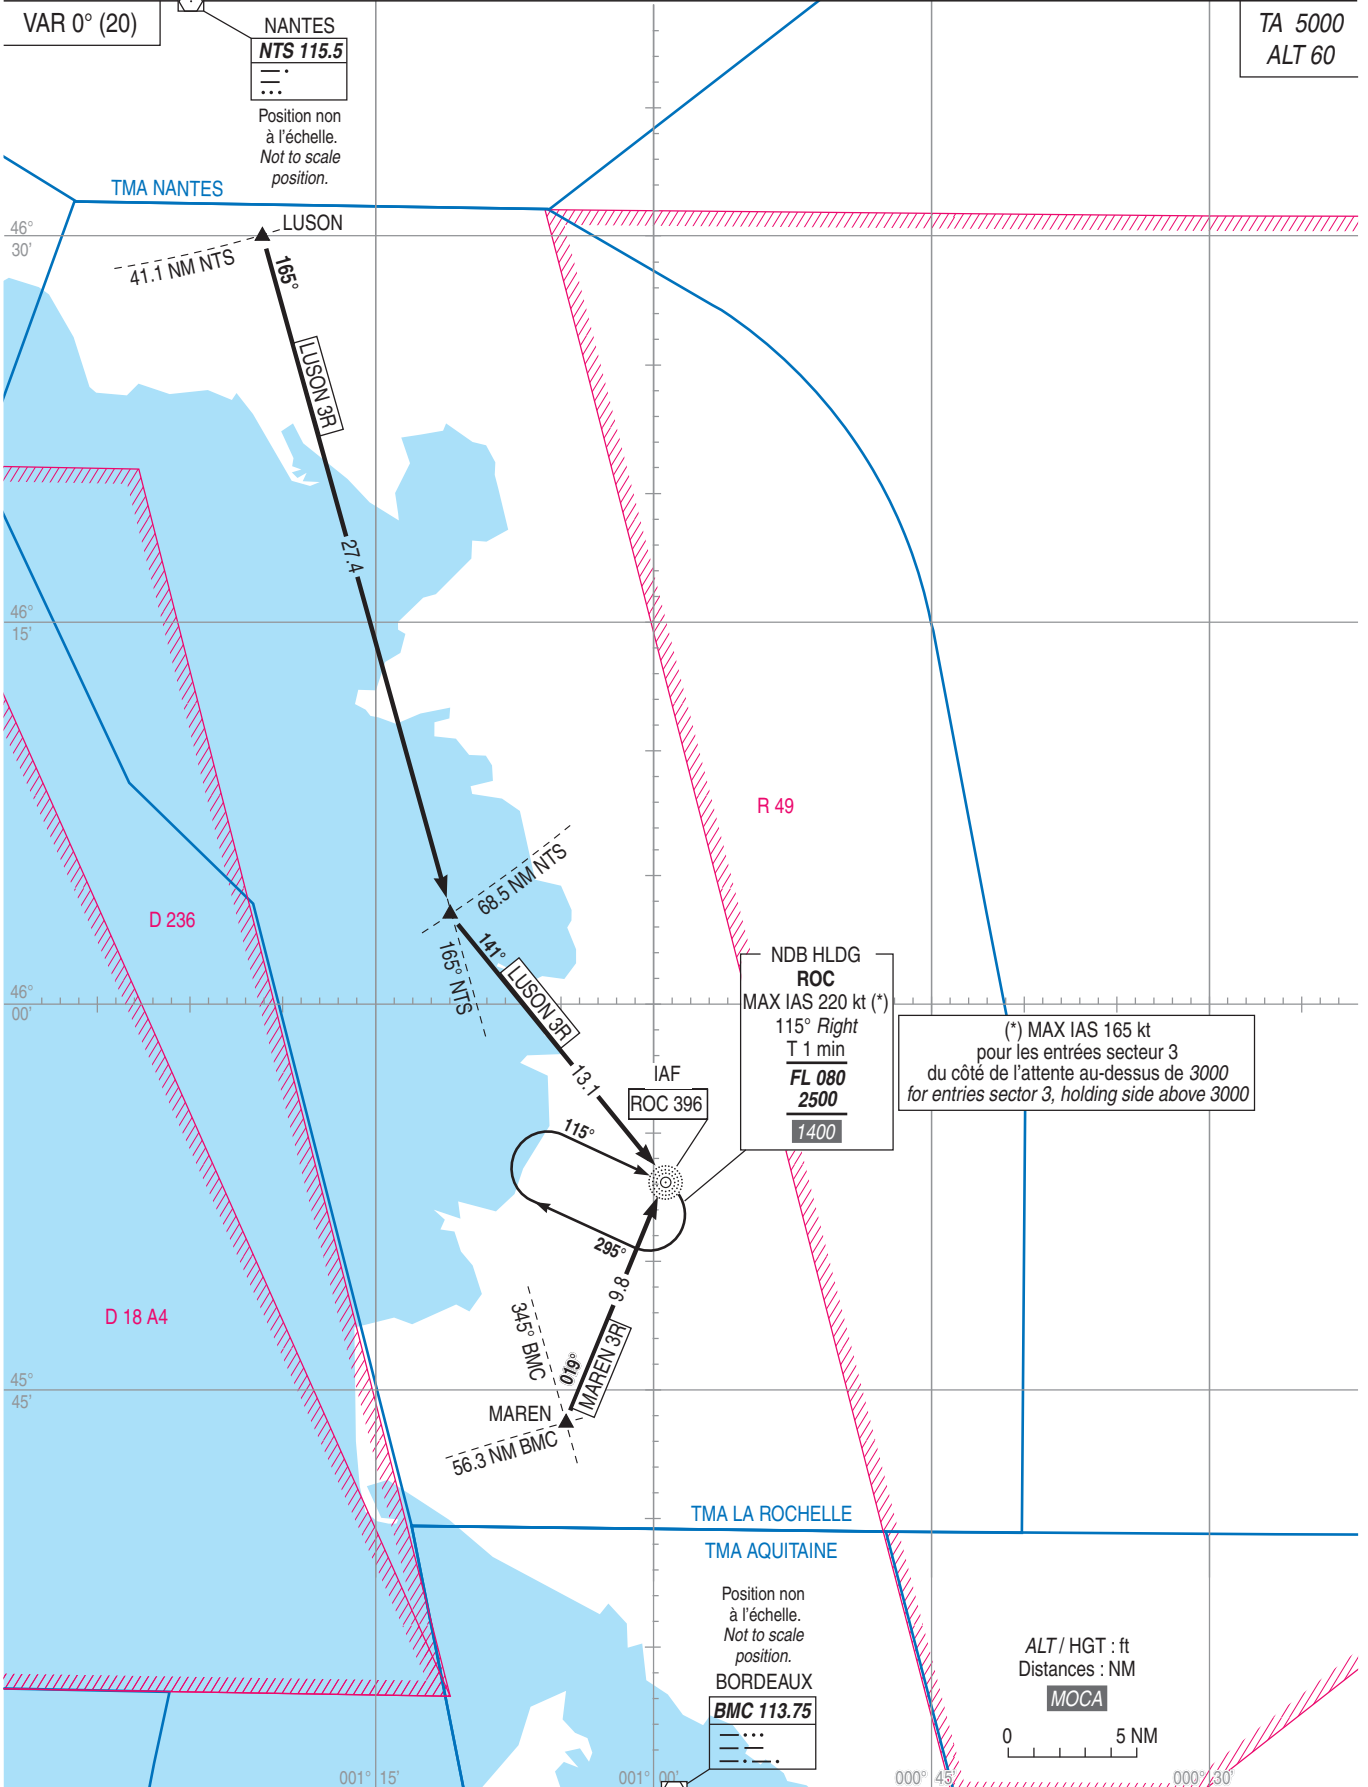 VAR 0° (20)
NANTES
NTS 115.5
Position non
à l'échelle.
Not to scale
position.
TA 5000
ALT 60
TMA NANTES
LUSON
46°
30'
41.1 NM NTS
165°
LUSON 3R
27.4
46°
15'
R 49
68.5 NM NTS
D 236
141°
165° NTS
LUSON 3R
46°
00'
NDB HLDG
ROC
MAX IAS 220 kt (*)
115° Right
T 1 min
FL 080
2500
1400
(*) MAX IAS 165 kt
pour les entrées secteur 3
du côté de l'attente au-dessus de 3000
for entries sector 3, holding side above 3000
13.1
IAF
ROC 396
115°
295°
9.8
D 18 A4
345° BMC
019°
MAREN 3R
45°
45'
MAREN
56.3 NM BMC
TMA LA ROCHELLE
TMA AQUITAINE
Position non
à l'échelle.
Not to scale
position.
BORDEAUX
BMC 113.75
ALT / HGT : ft
Distances : NM
MOCA
0 5 NM
001° 15'
001° 00'
000° 45'
000° 30'